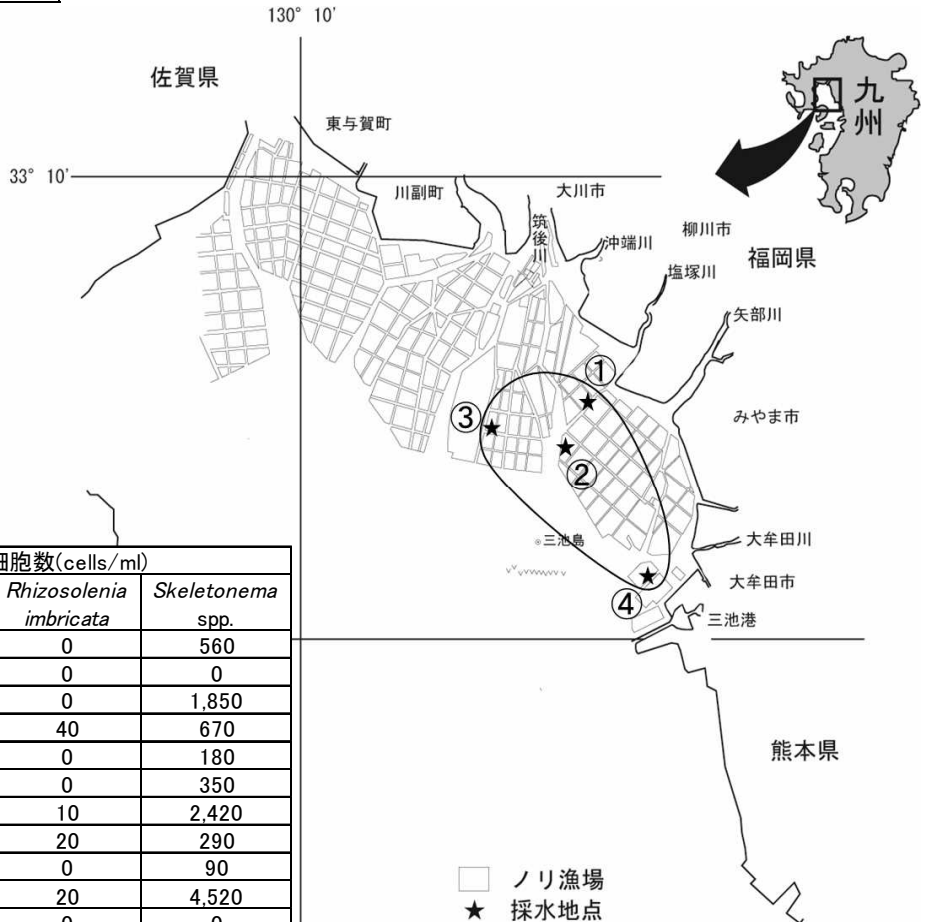 130° 10'
佐賀県
東与賀町
九州
33° 10'
川副町
大川市
筑後川
沖端川
柳川市
福岡県
塩塚川
矢部川
①
③
みやま市
②
三池島
大牟田川
大牟田市
④
三池港
熊本県
細胞数(cells/ml)
Rhizosolenia imbricata Skeletonema spp.
0 560
0 0
0 1,850
40 670
0 180
0 350
10 2,420
20 290
0 90
20 4,520
0 0
ノリ漁場
★ 採水地点